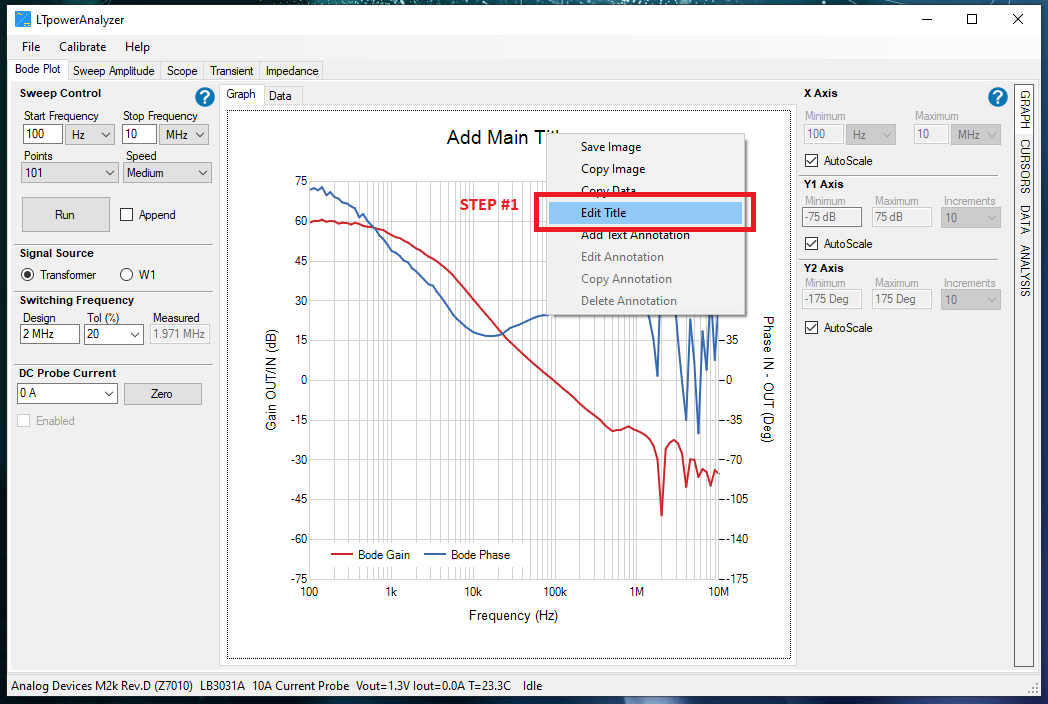 LTpowerAnalyzer
File Calibrate Help
Bode Plot Sweep Amplitude Scope Transient Impedance
Sweep Control
?
Start Frequency Stop Frequency
100 Hz 10 MHz
Points Speed
101 Medium
Run Append
Signal Source
Transformer W1
Switching Frequency
Design Tol (%) Measured
2 MHz 20 1.971 MHz
DC Probe Current
0 A Zero
Enabled
Graph Data
Add Main Title
Save Image
Copy Image
Copy Data
STEP #1
Edit Title
Add Text Annotation
Edit Annotation
Copy Annotation
Delete Annotation
75
60
45
30
15
0
-15
-30
-45
-60
-75
Gain OUT/IN (dB)
35
0
-35
-70
-105
-140
-175
Phase IN - OUT (Deg)
Bode Gain Bode Phase
100 1k 10k 100k 1M 10M
Frequency (Hz)
X Axis
?
Minimum Maximum
100 Hz 10 MHz
AutoScale
Y1 Axis
Minimum Maximum Increments
-75 dB 75 dB 10
AutoScale
Y2 Axis
Minimum Maximum Increments
-175 Deg 175 Deg 10
AutoScale
GRAPH CURSORS DATA ANALYSIS
Analog Devices M2k Rev.D (Z7010) LB3031A 10A Current Probe Vout=1.3V Iout=0.0A T=23.3C Idle